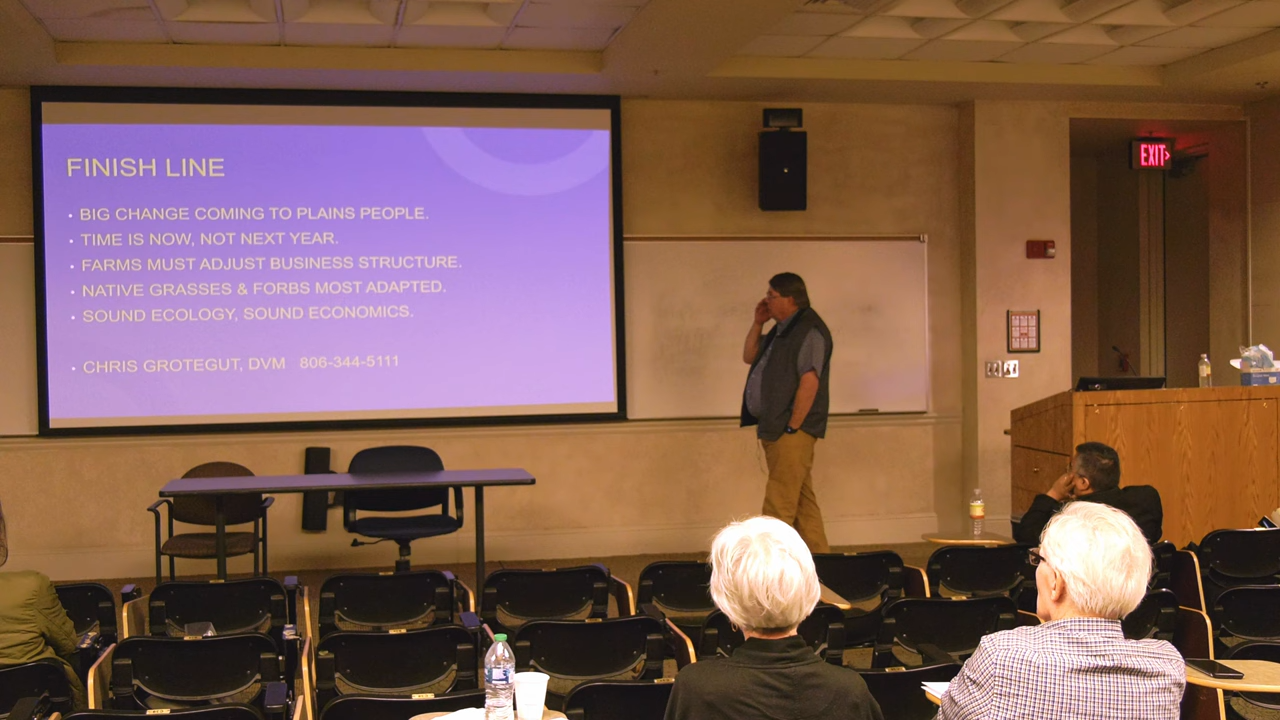 FINISH LINE
• BIG CHANGE COMING TO PLAINS PEOPLE.
• TIME IS NOW, NOT NEXT YEAR.
• FARMS MUST ADJUST BUSINESS STRUCTURE.
• NATIVE GRASSES & FORBS MOST ADAPTED.
• SOUND ECOLOGY, SOUND ECONOMICS.
• CHRIS GROTEGUT, DVM 806-344-5111
EXIT